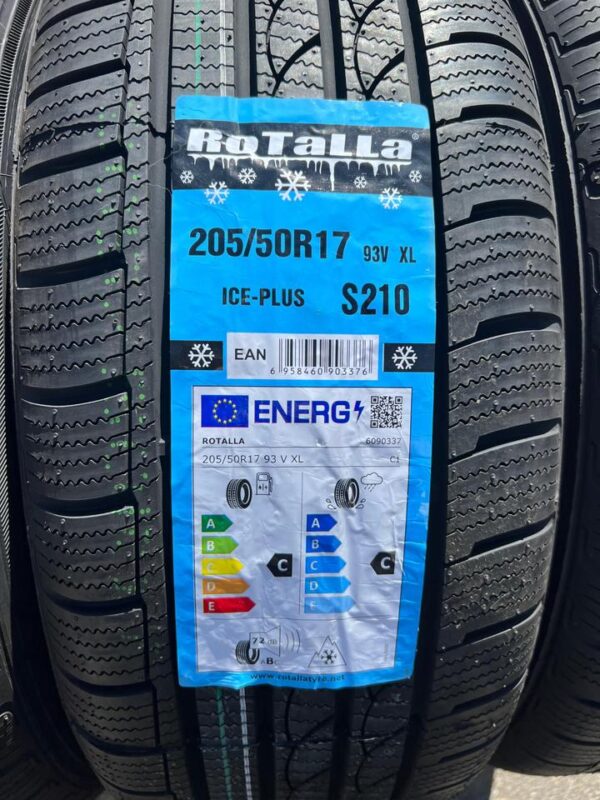 RoTaLLa®
205/50R17 93V XL
ICE-PLUS S210
EAN
6 958460 903376
ENERG
ROTALLA 6090337
205/50R17 93 V XL C1
A
B
C
D
E
C
A
B
C
D
E
C
72 dB
ABC
www.rotallatyre.net